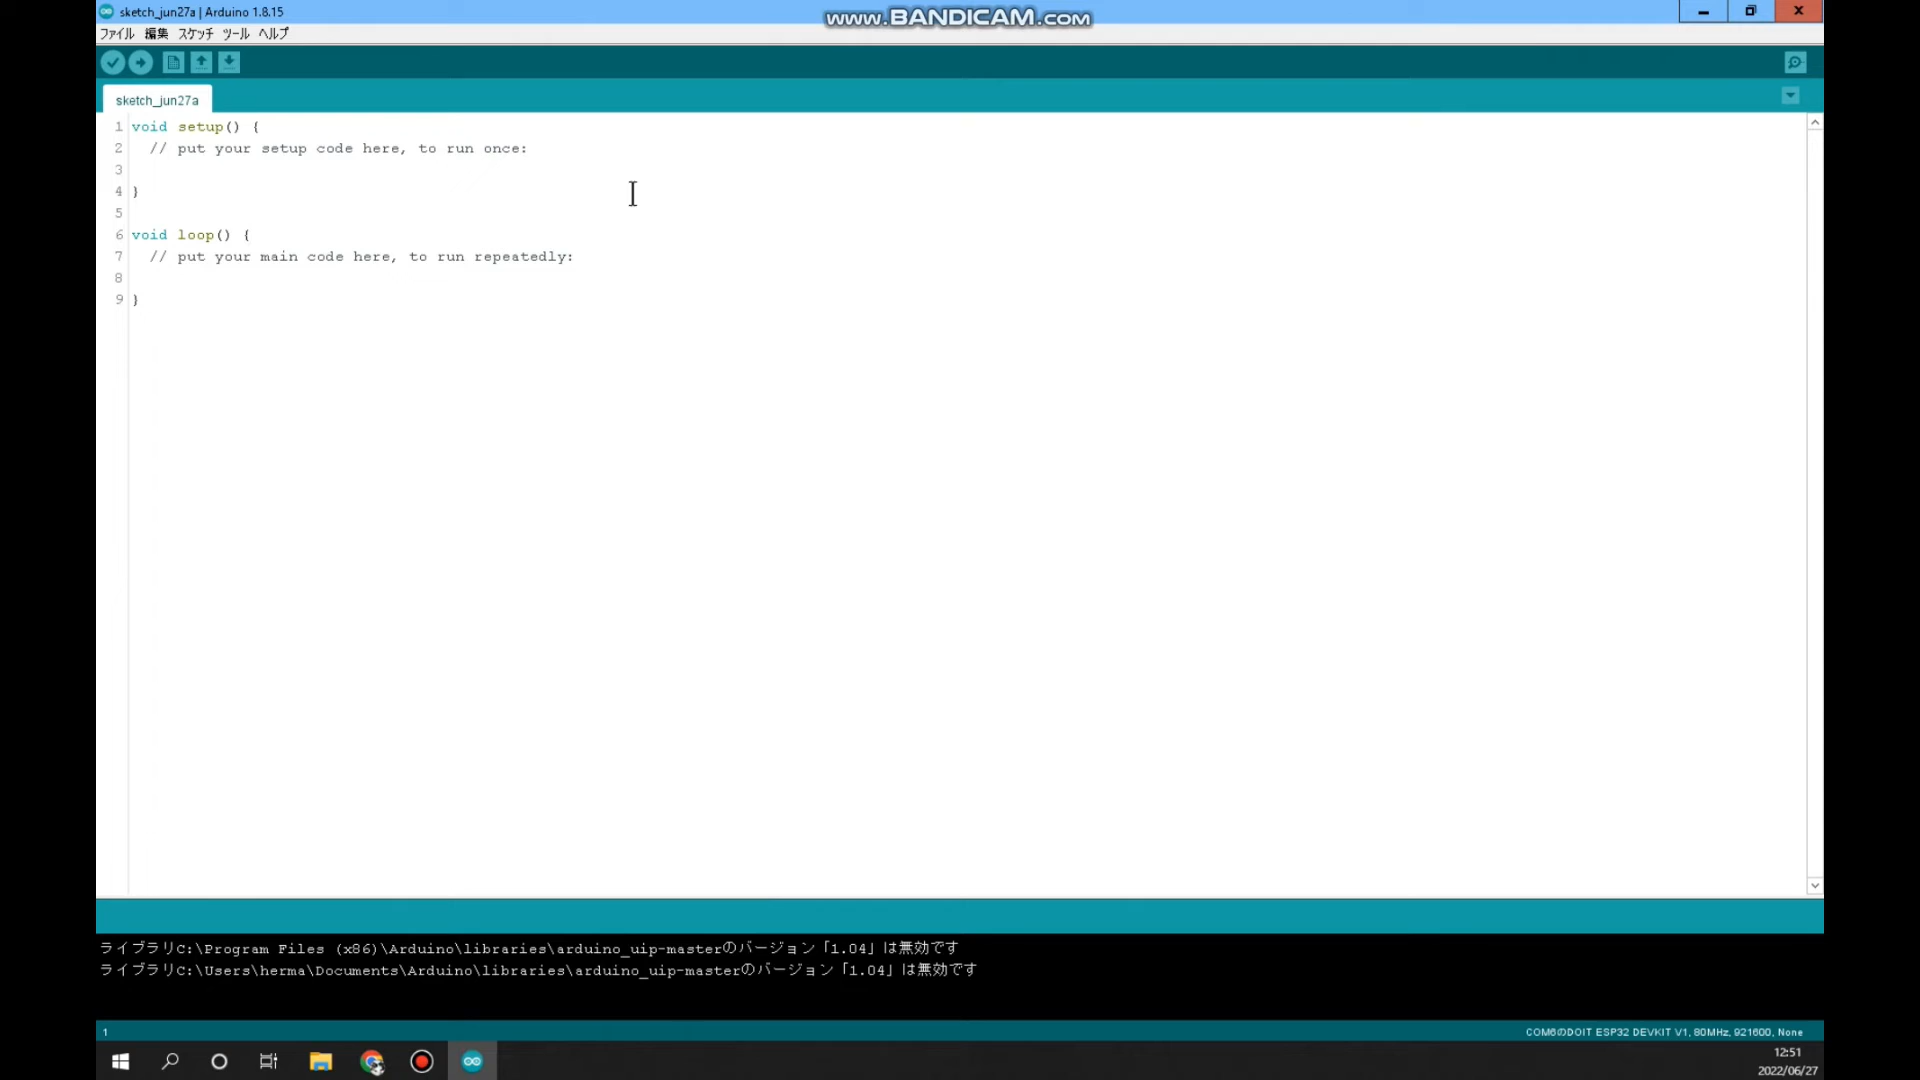 sketch_jun27a | Arduino 1.8.15
www.BANDICAM.com
ファイル 編集 スケッチ ツール ヘルプ
sketch_jun27a
1 void setup() {
2 // put your setup code here, to run once:
3
4 }
5
6 void loop() {
7 // put your main code here, to run repeatedly:
8
9 }
ライブラリC:\Program Files (x86)\Arduino\libraries\arduino_uip-masterのバージョン「1.04」は無効です
ライブラリC:\Users\herma\Documents\Arduino\libraries\arduino_uip-masterのバージョン「1.04」は無効です
1
COM6のDOIT ESP32 DEVKIT V1, 80MHz, 921600, None
12:51
2022/06/27